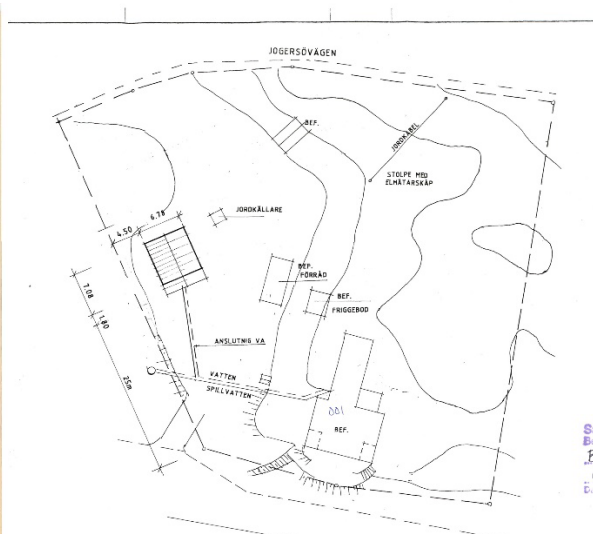 JOGERSÖVÄGEN
BEF.
JORDKABEL
STOLPE MED
ELMÄTARSKÅP
6.78
4.50
JORDKÄLLARE
BEF.
FÖRRÅD
BEF.
FRIGGEBOD
7.08
1.80
25m
ANSLUTNIG VA
VATTEN
SPILLVATTEN
001
BEF.